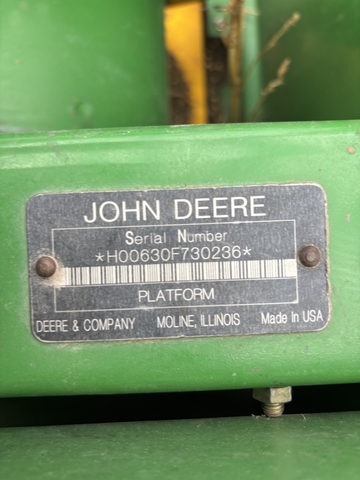 JOHN DEERE
Serial Number
*H00630F730236*
PLATFORM
DEERE & COMPANY MOLINE, ILLINOIS Made In USA